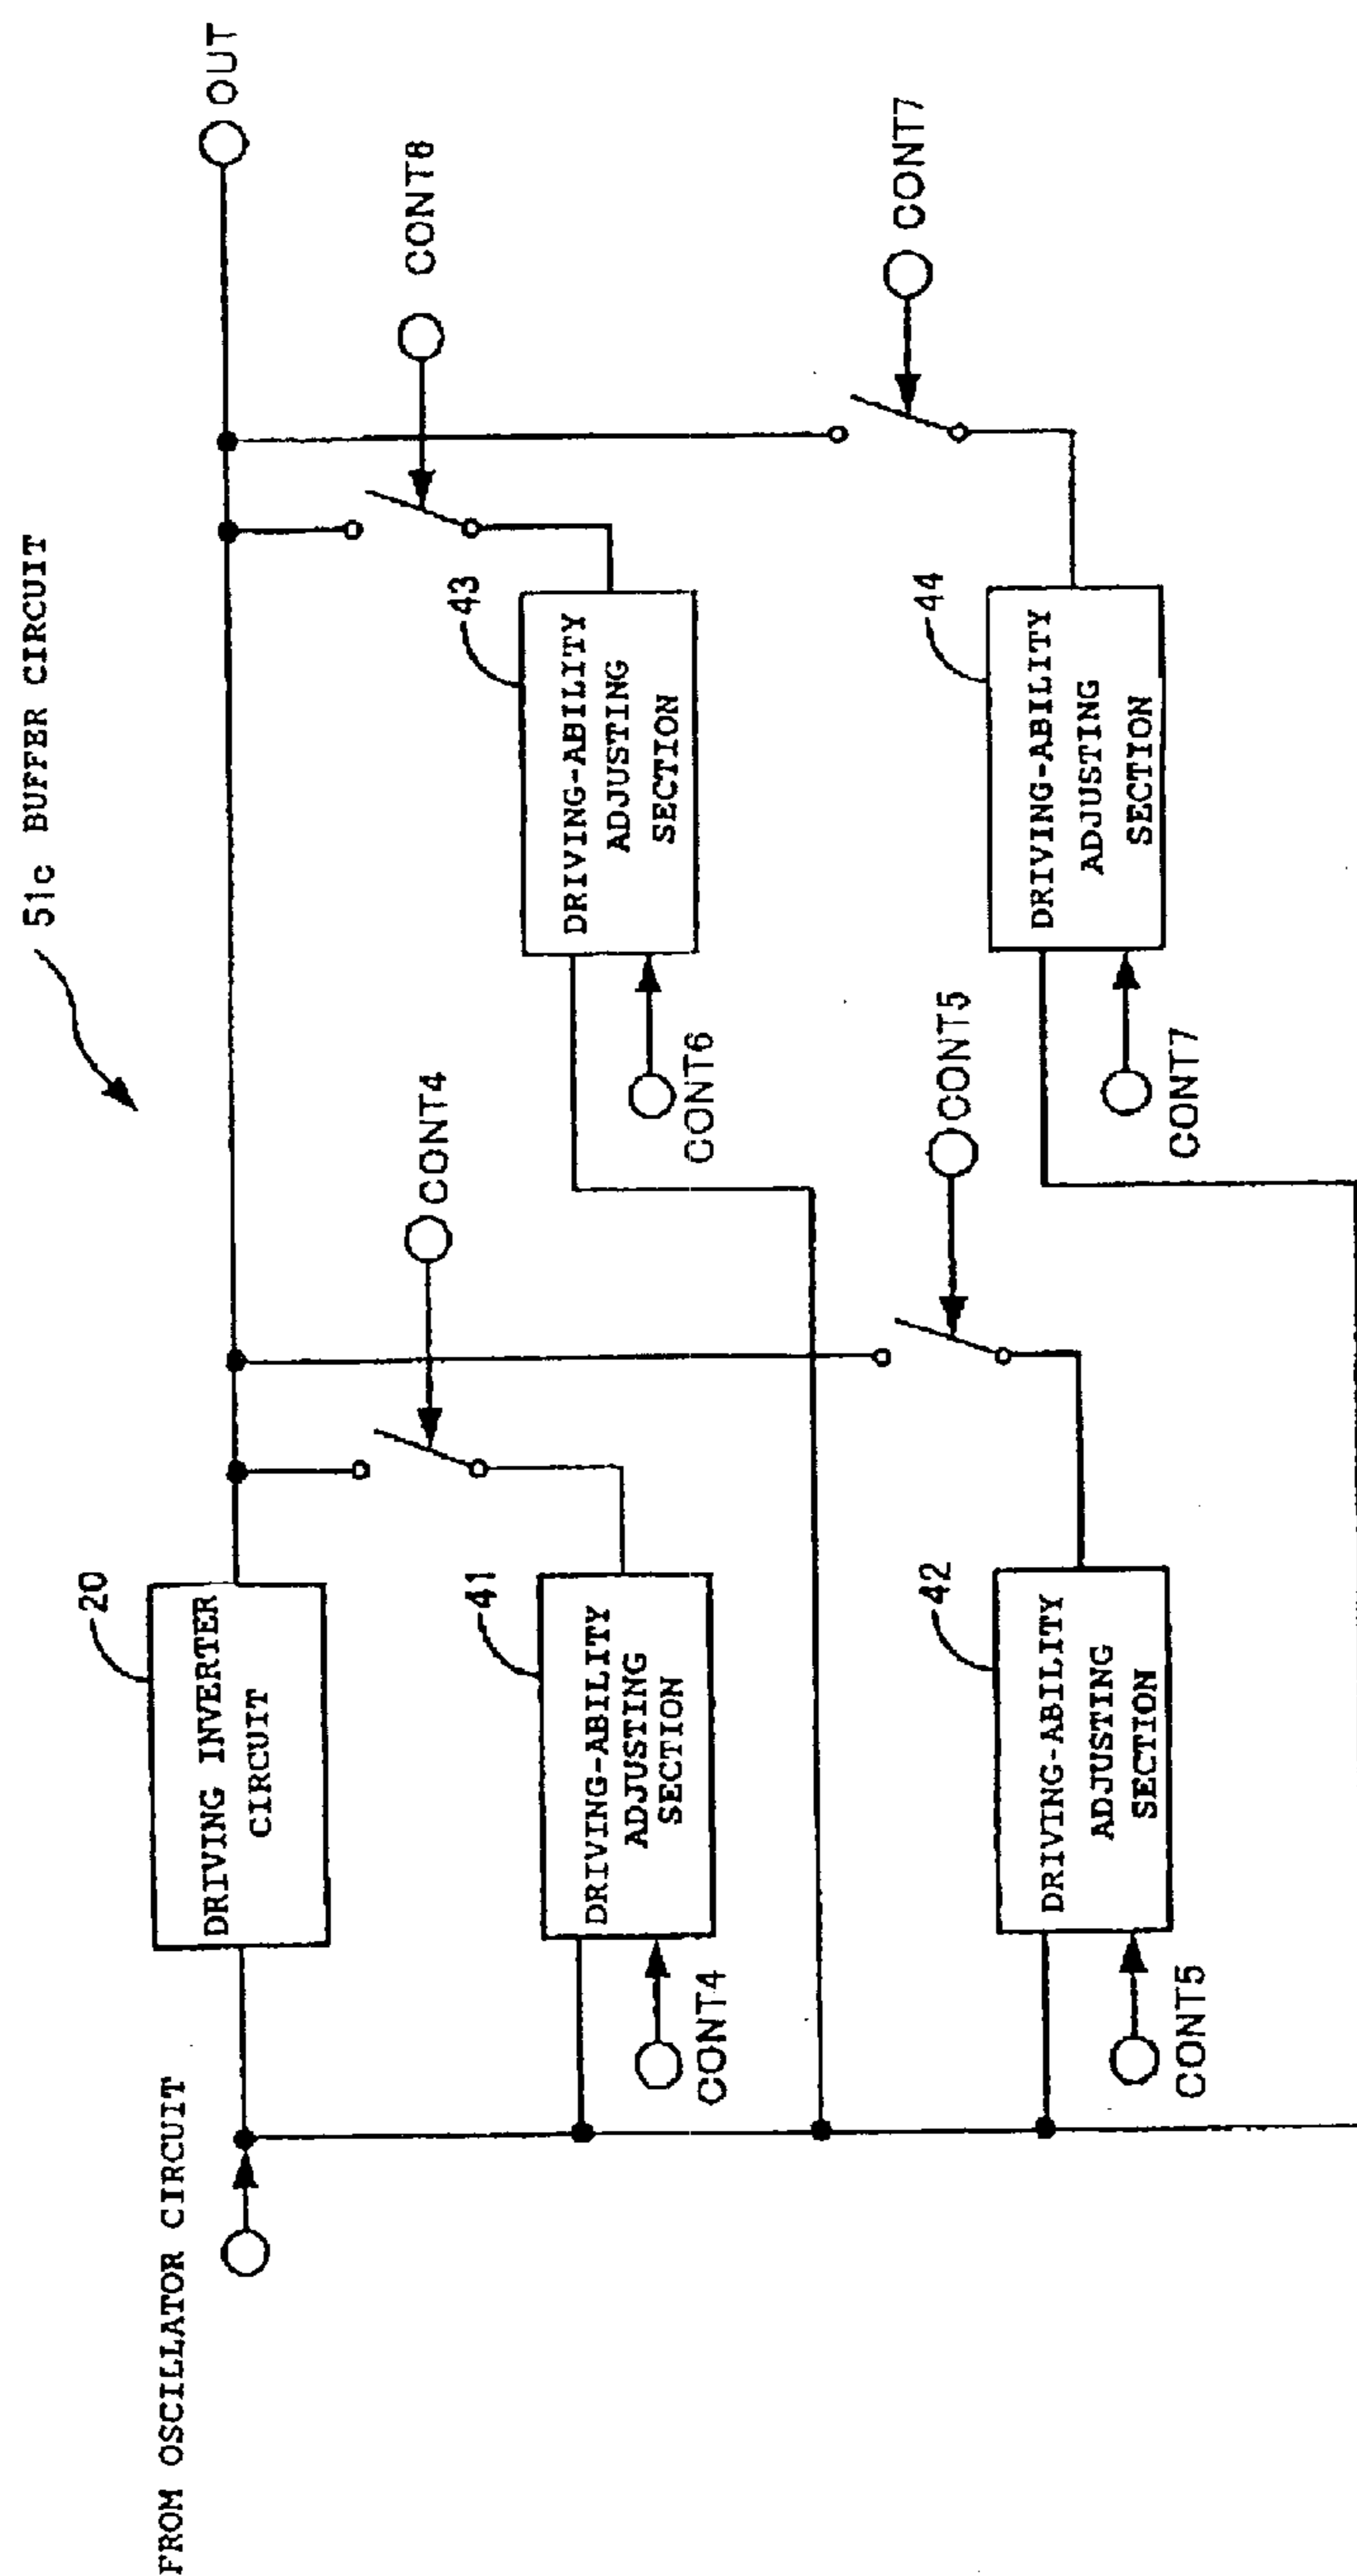 51c BUFFER CIRCUIT
FROM OSCILLATOR CIRCUIT
20
DRIVING INVERTER
CIRCUIT
OUT
41
DRIVING-ABILITY
ADJUSTING
SECTION
CONT4
CONT4
43
DRIVING-ABILITY
ADJUSTING
SECTION
CONT6
CONT8
42
DRIVING-ABILITY
ADJUSTING
SECTION
CONT5
CONT5
44
DRIVING-ABILITY
ADJUSTING
SECTION
CONT7
CONT7